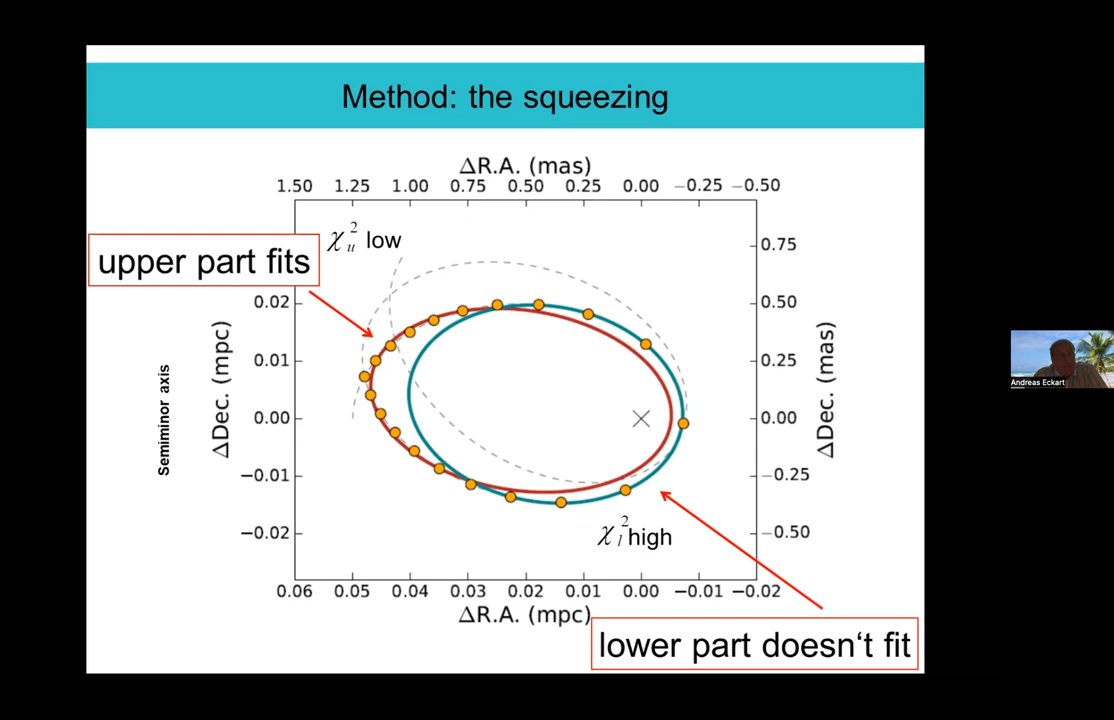 Method: the squeezing
ΔR.A. (mas)
1.50 1.25 1.00 0.75 0.50 0.25 0.00 −0.25 −0.50
χ²ᵤ low
upper part fits
0.02
0.01
0.00
−0.01
−0.02
ΔDec. (mpc)
Semiminor axis
0.75
0.50
0.25
0.00
−0.25
−0.50
ΔDec. (mas)
χ²ₗ high
0.06 0.05 0.04 0.03 0.02 0.01 0.00 −0.01 −0.02
ΔR.A. (mpc)
lower part doesn‘t fit
Andreas Eckart